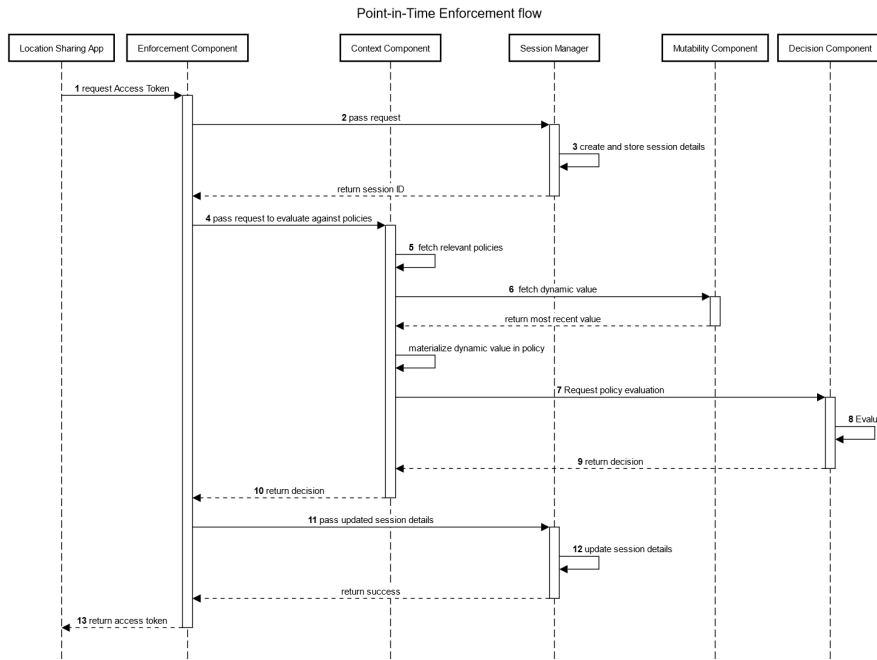 Point-in-Time Enforcement flow
Location Sharing App
Enforcement Component
Context Component
Session Manager
Mutability Component
Decision Component
1 request Access Token
2 pass request
3 create and store session details
return session ID
4 pass request to evaluate against policies
5 fetch relevant policies
6 fetch dynamic value
return most recent value
materialize dynamic value in policy
7 Request policy evaluation
8 Evalu
9 return decision
10 return decision
11 pass updated session details
12 update session details
return success
13 return access token